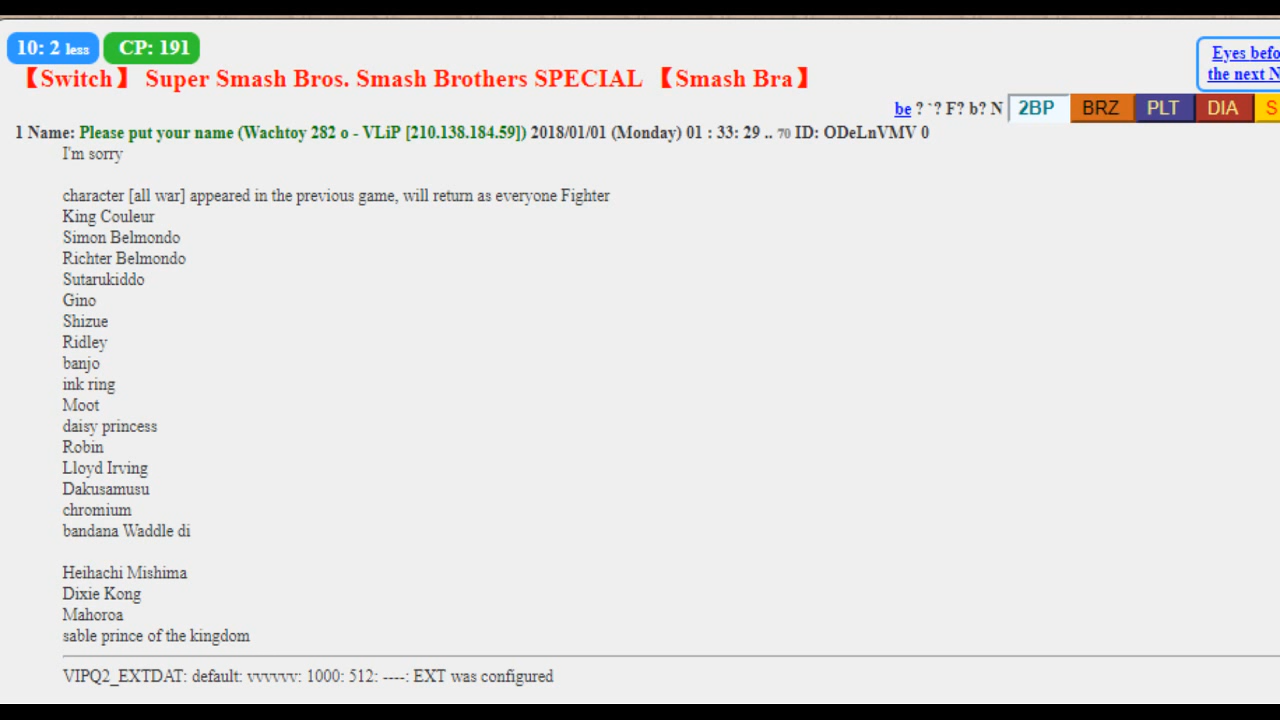 10: 2 less CP: 191
【Switch】 Super Smash Bros. Smash Brothers SPECIAL 【Smash Bra】
Eyes befo
the next N
be ? `? F? b? N 2BP BRZ PLT DIA S
1 Name: Please put your name (Wachtoy 282 o - VLiP [210.138.184.59]) 2018/01/01 (Monday) 01 : 33: 29 .. 70 ID: ODeLnVMV 0
I'm sorry
character [all war] appeared in the previous game, will return as everyone Fighter
King Couleur
Simon Belmondo
Richter Belmondo
Sutarukiddo
Gino
Shizue
Ridley
banjo
ink ring
Moot
daisy princess
Robin
Lloyd Irving
Dakusamusu
chromium
bandana Waddle di
Heihachi Mishima
Dixie Kong
Mahoroa
sable prince of the kingdom
VIPQ2_EXTDAT: default: vvvvvv: 1000: 512: ----: EXT was configured